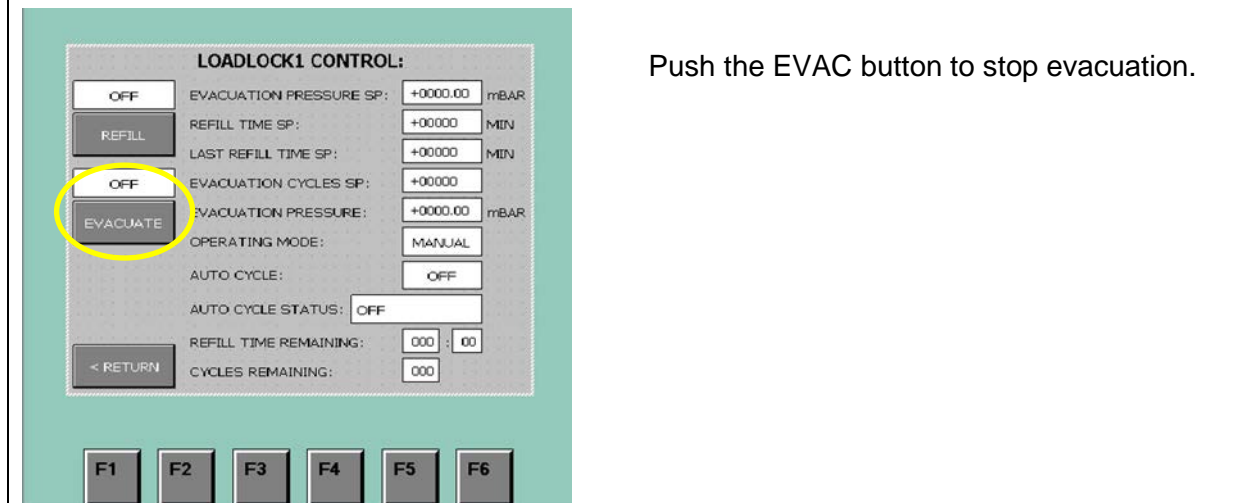 LOADLOCK1 CONTROL:
Push the EVAC button to stop evacuation.
OFF EVACUATION PRESSURE SP: +0000.00 mBAR
REFILL REFILL TIME SP: +00000 MIN
LAST REFILL TIME SP: +00000 MIN
OFF EVACUATION CYCLES SP: +00000
EVACUATE EVACUATION PRESSURE: +0000.00 mBAR
OPERATING MODE: MANUAL
AUTO CYCLE: OFF
AUTO CYCLE STATUS: OFF
REFILL TIME REMAINING: 000 : 00
< RETURN CYCLES REMAINING: 000
F1 F2 F3 F4 F5 F6